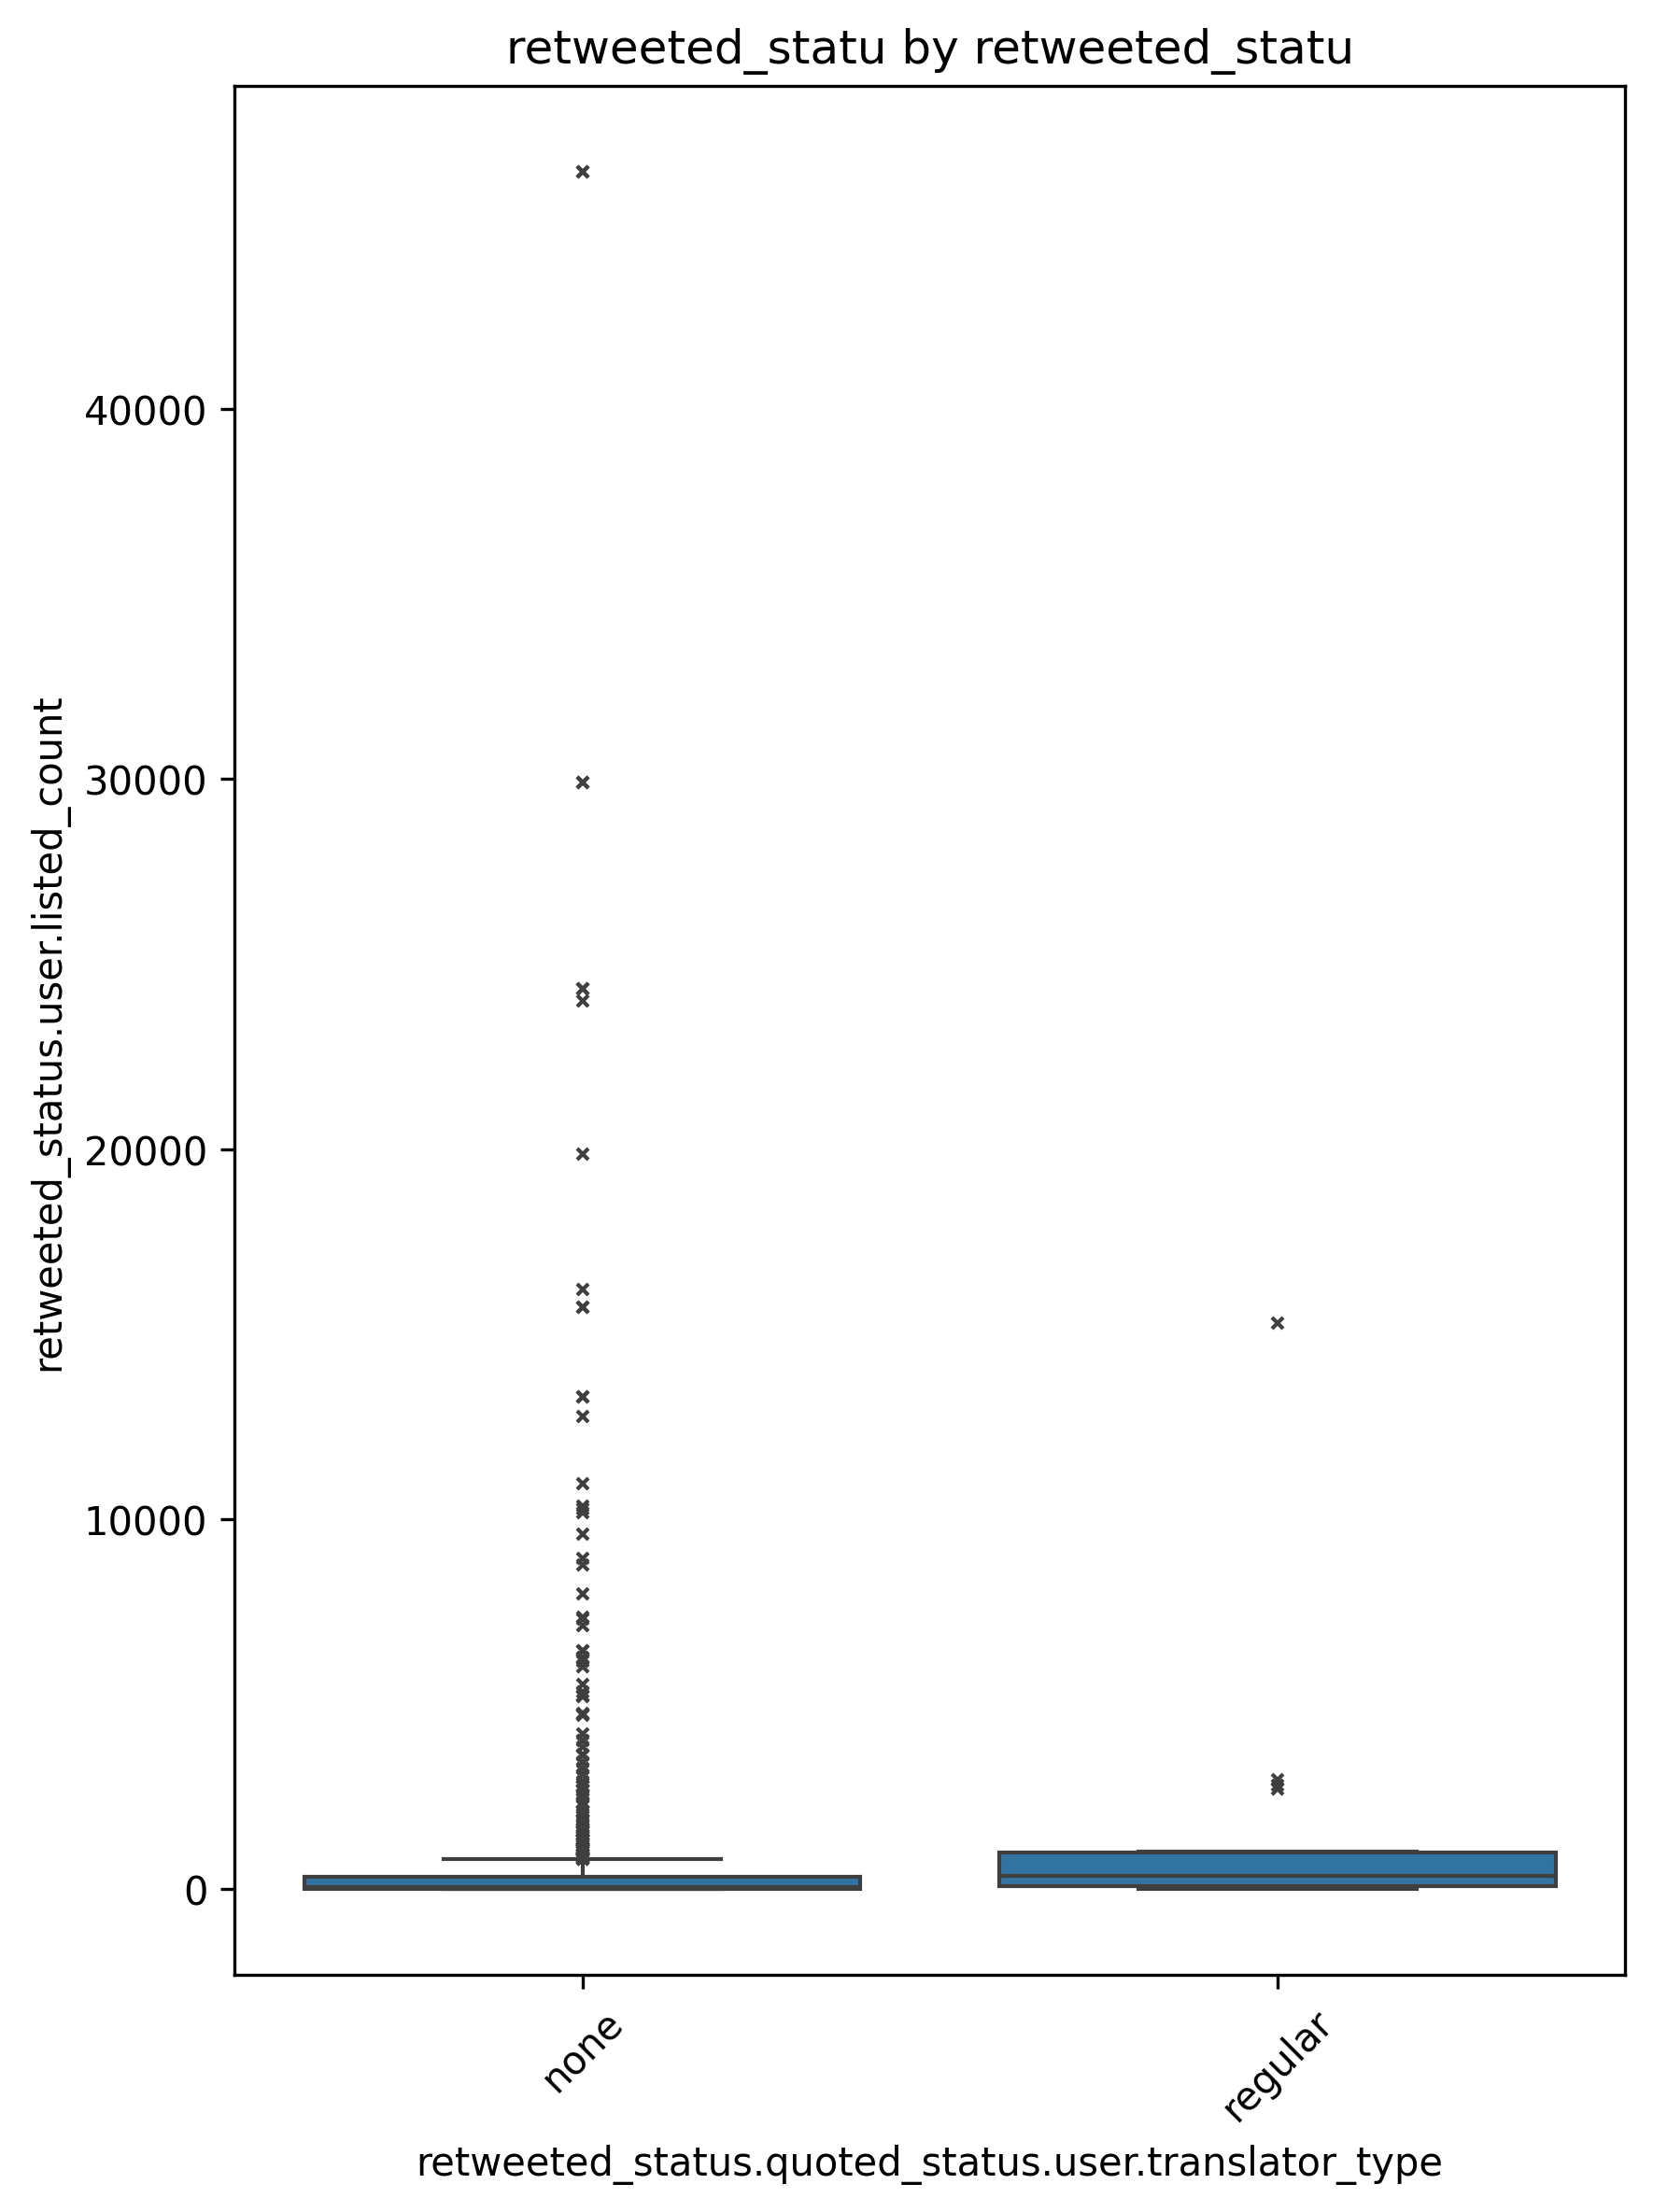 retweeted_statu by retweeted_statu
retweeted_status.user.listed_count
40000
30000
20000
10000
0
none
regular
retweeted_status.quoted_status.user.translator_type